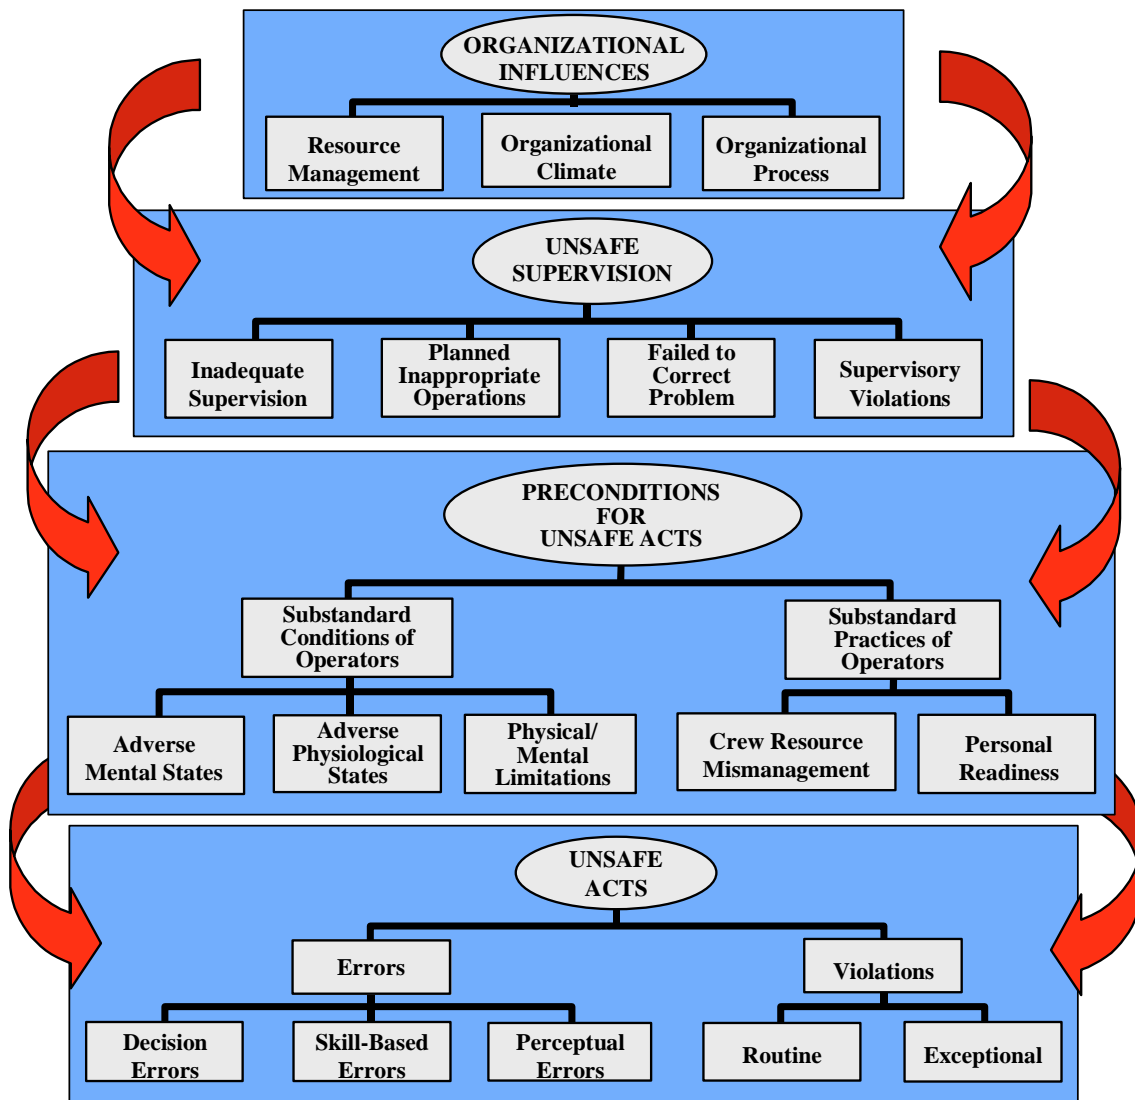 ORGANIZATIONAL
INFLUENCES
Resource
Management
Organizational
Climate
Organizational
Process
UNSAFE
SUPERVISION
Inadequate
Supervision
Planned
Inappropriate
Operations
Failed to
Correct
Problem
Supervisory
Violations
PRECONDITIONS
FOR
UNSAFE ACTS
Substandard
Conditions of
Operators
Substandard
Practices of
Operators
Adverse
Mental States
Adverse
Physiological
States
Physical/
Mental
Limitations
Crew Resource
Mismanagement
Personal
Readiness
UNSAFE
ACTS
Errors
Violations
Decision
Errors
Skill-Based
Errors
Perceptual
Errors
Routine
Exceptional